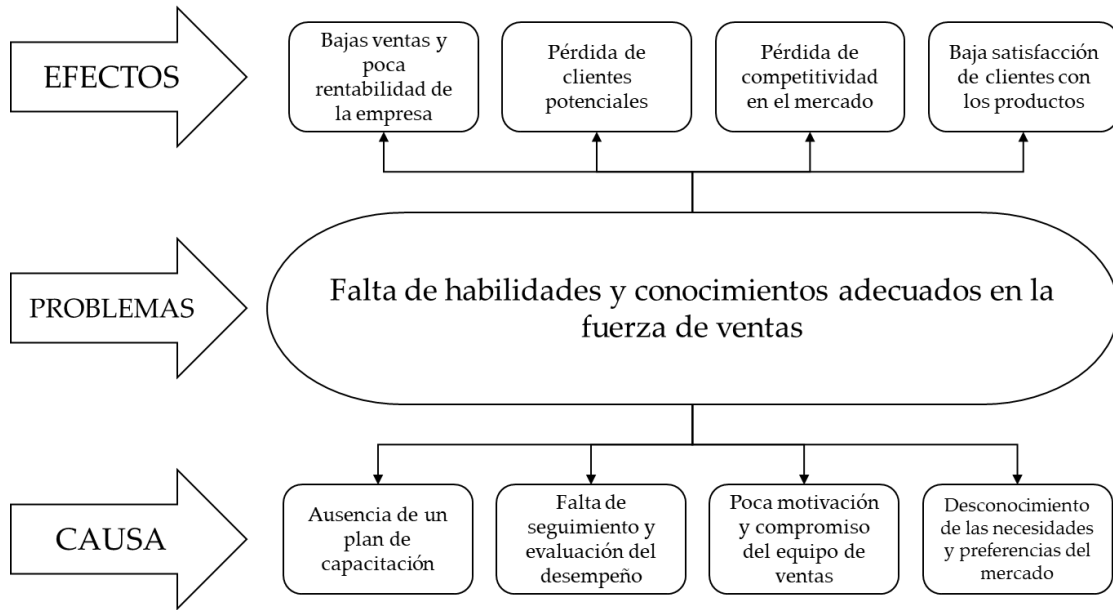 EFECTOS
Bajas ventas y
poca
rentabilidad de
la empresa
Pérdida de
clientes
potenciales
Pérdida de
competitividad
en el mercado
Baja satisfacción
de clientes con
los productos
PROBLEMAS
Falta de habilidades y conocimientos adecuados en la
fuerza de ventas
CAUSA
Ausencia de un
plan de
capacitación
Falta de
seguimiento y
evaluación del
desempeño
Poca motivación
y compromiso
del equipo de
ventas
Desconocimiento
de las necesidades
y preferencias del
mercado